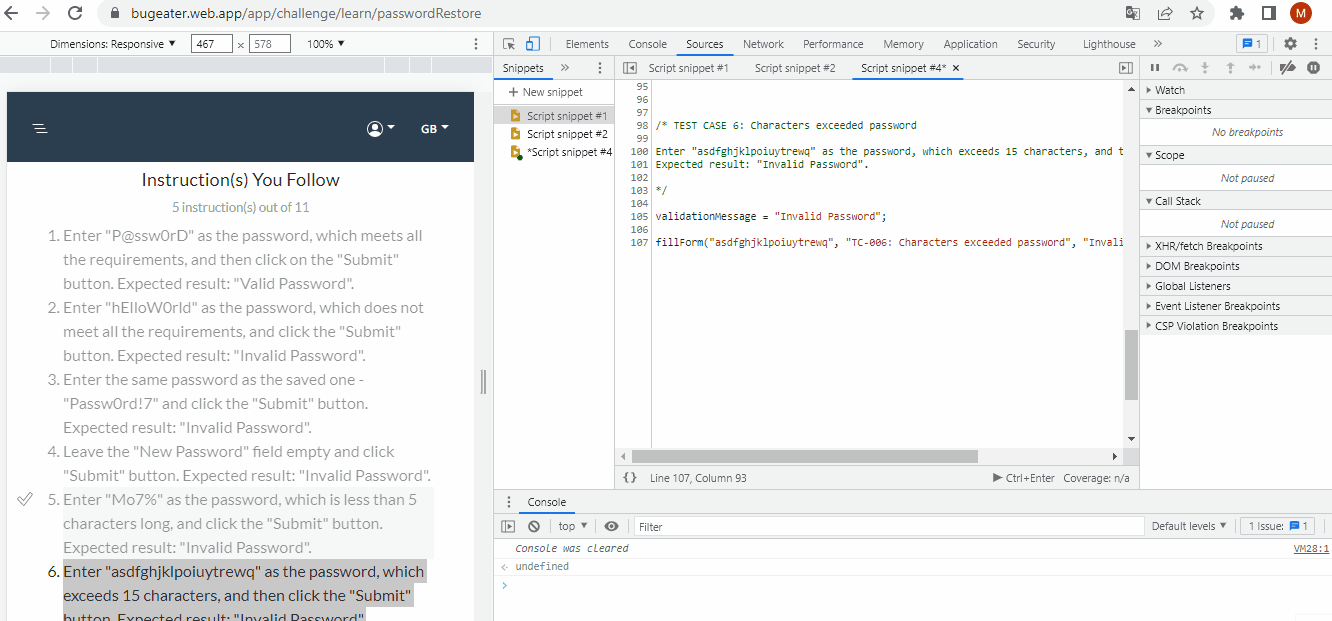 bugeater.web.app/app/challenge/learn/passwordRestore
M
Dimensions: Responsive ▼ 467 × 578 100% ▼
Elements Console Sources Network Performance Memory Application Security Lighthouse » 1
Snippets » Script snippet #1 Script snippet #2 Script snippet #4* ×
+ New snippet
Script snippet #1
Script snippet #2
*Script snippet #4
GB
Instruction(s) You Follow
5 instruction(s) out of 11
1. Enter "P@ssw0rD" as the password, which meets all
the requirements, and then click on the "Submit"
button. Expected result: "Valid Password".
2. Enter "hElloW0rld" as the password, which does not
meet all the requirements, and click the "Submit"
button. Expected result: "Invalid Password".
3. Enter the same password as the saved one -
"Passw0rd!7" and click the "Submit" button.
Expected result: "Invalid Password".
4. Leave the "New Password" field empty and click
"Submit" button. Expected result: "Invalid Password".
5. Enter "Mo7%" as the password, which is less than 5
characters long, and click the "Submit" button.
Expected result: "Invalid Password".
6. Enter "asdfghjklpoiuytrewq" as the password, which
exceeds 15 characters, and then click the "Submit"
button. Expected result: "Invalid Password"
95
96
97
98 /* TEST CASE 6: Characters exceeded password
99
100 Enter "asdfghjklpoiuytrewq" as the password, which exceeds 15 characters, and t
101 Expected result: "Invalid Password".
102
103 */
104
105 validationMessage = "Invalid Password";
106
107 fillForm("asdfghjklpoiuytrewq", "TC-006: Characters exceeded password", "Invali
{} Line 107, Column 93 ▶ Ctrl+Enter Coverage: n/a
Watch
Breakpoints
No breakpoints
Scope
Not paused
Call Stack
Not paused
XHR/fetch Breakpoints
DOM Breakpoints
Global Listeners
Event Listener Breakpoints
CSP Violation Breakpoints
Console
top ▼ Filter Default levels ▼ 1 Issue: 1
Console was cleared VM28:1
undefined